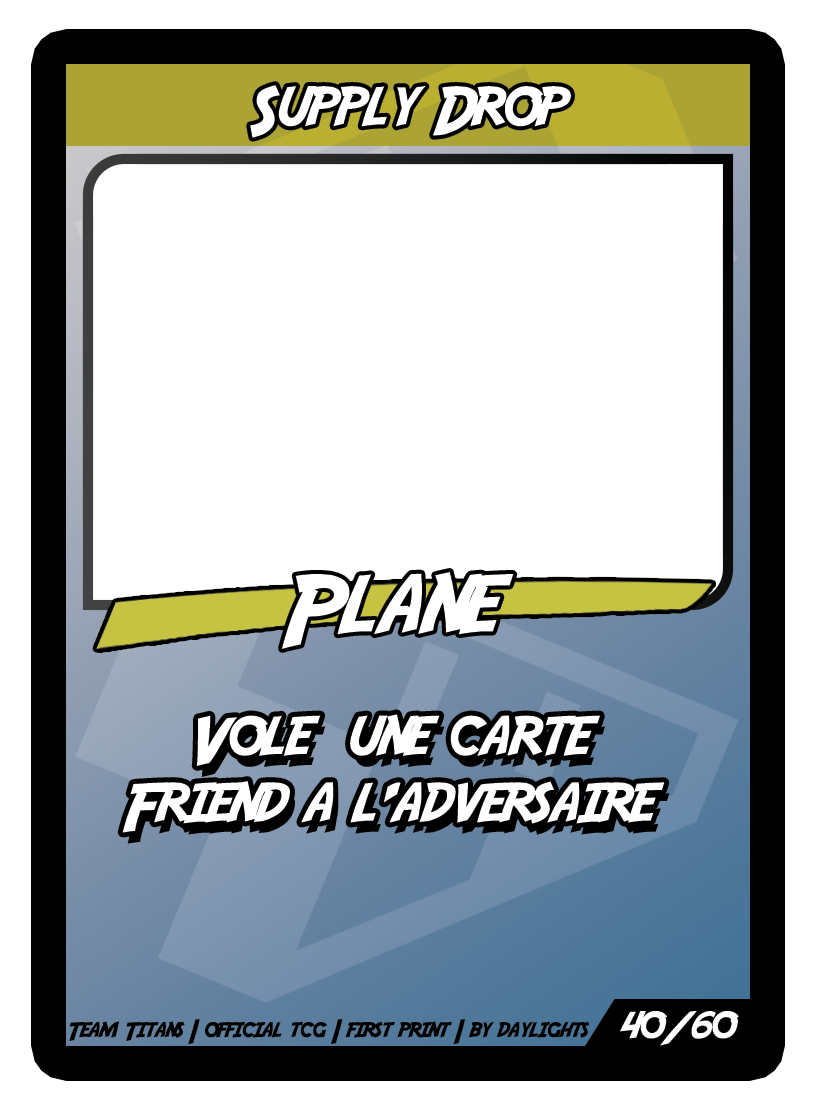 Supply Drop
Plane
Vole une carte
Friend a l'adversaire
Team Titans | official tcg | first print | by daylights
40/60